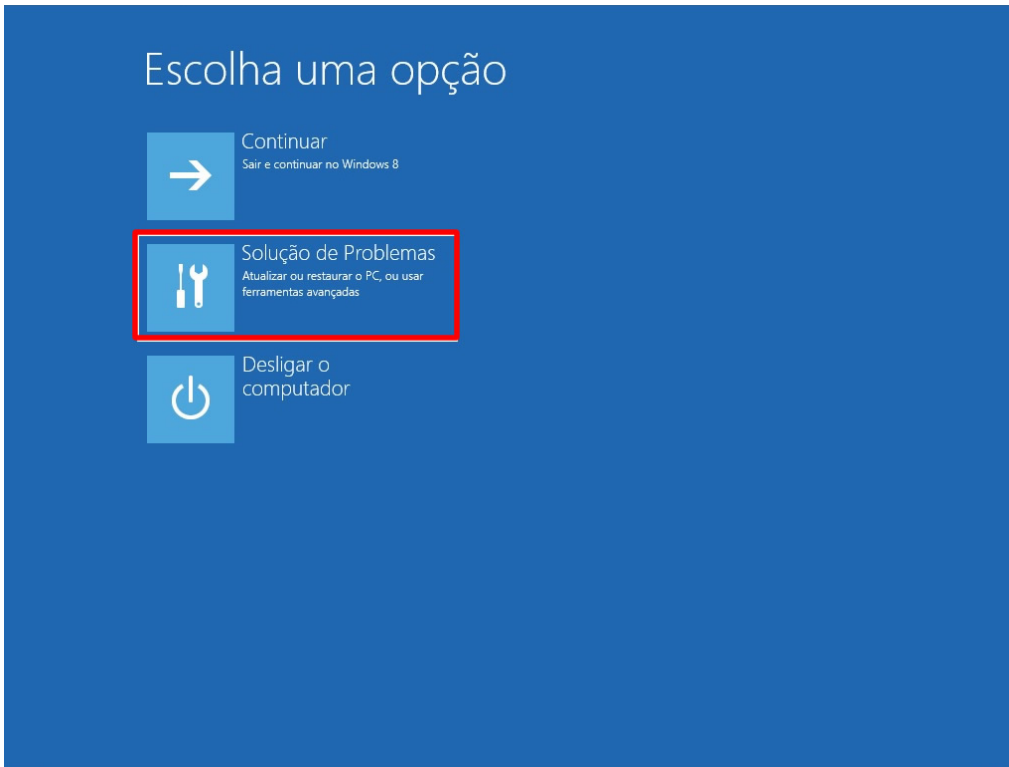 Escolha uma opção
Continuar
Sair e continuar no Windows 8
Solução de Problemas
Atualizar ou restaurar o PC, ou usar
ferramentas avançadas
Desligar o
computador